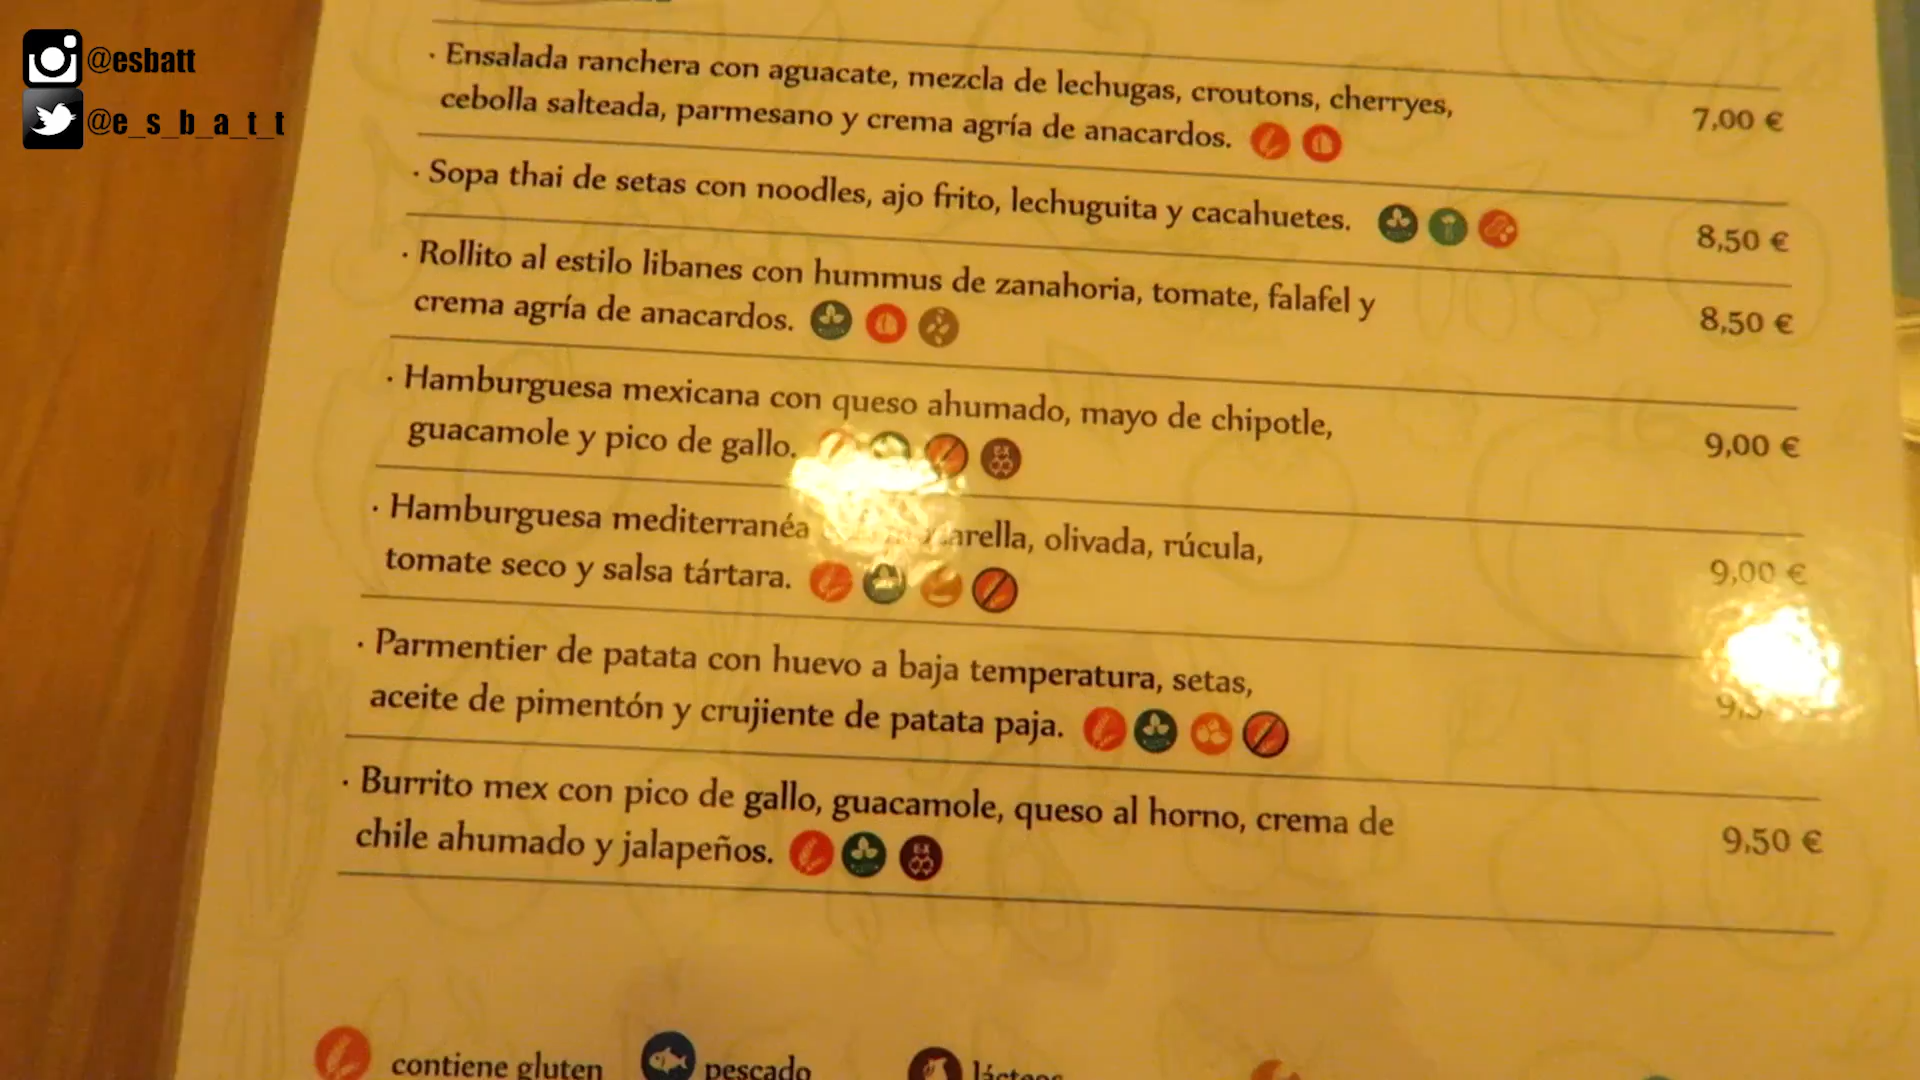 @esbatt
@e_s_b_a_t_t
· Ensalada ranchera con aguacate, mezcla de lechugas, croutons, cherryes,
cebolla salteada, parmesano y crema agría de anacardos.
7,00 €
· Sopa thai de setas con noodles, ajo frito, lechuguita y cacahuetes.
8,50 €
· Rollito al estilo libanes con hummus de zanahoria, tomate, falafel y
crema agría de anacardos.
8,50 €
· Hamburguesa mexicana con queso ahumado, mayo de chipotle,
guacamole y pico de gallo.
9,00 €
· Hamburguesa mediterranéa olivada, rúcula,
tomate seco y salsa tártara.
9,00 €
· Parmentier de patata con huevo a baja temperatura, setas,
aceite de pimentón y crujiente de patata paja.
· Burrito mex con pico de gallo, guacamole, queso al horno, crema de
chile ahumado y jalapeños.
9,50 €
contiene gluten pescado lácteos